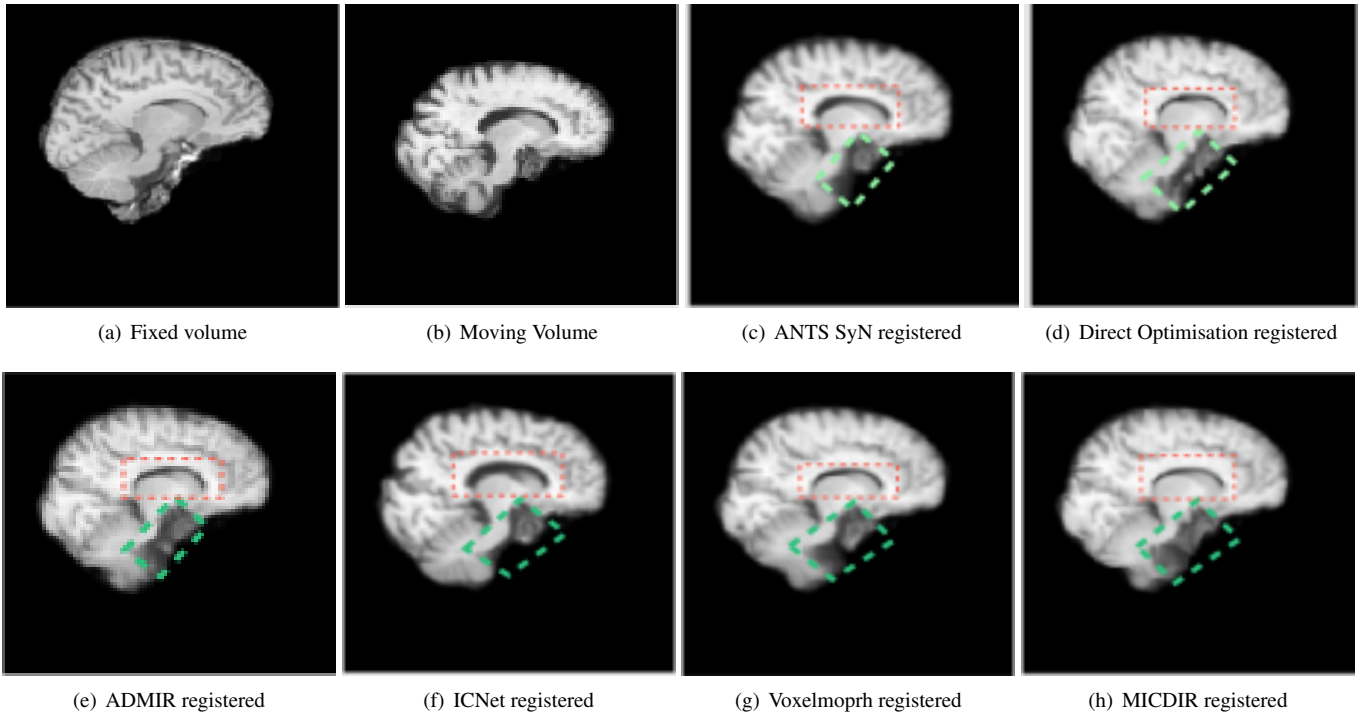 (a) Fixed volume
(b) Moving Volume
(c) ANTS SyN registered
(d) Direct Optimisation registered
(e) ADMIR registered
(f) ICNet registered
(g) Voxelmoprh registered
(h) MICDIR registered